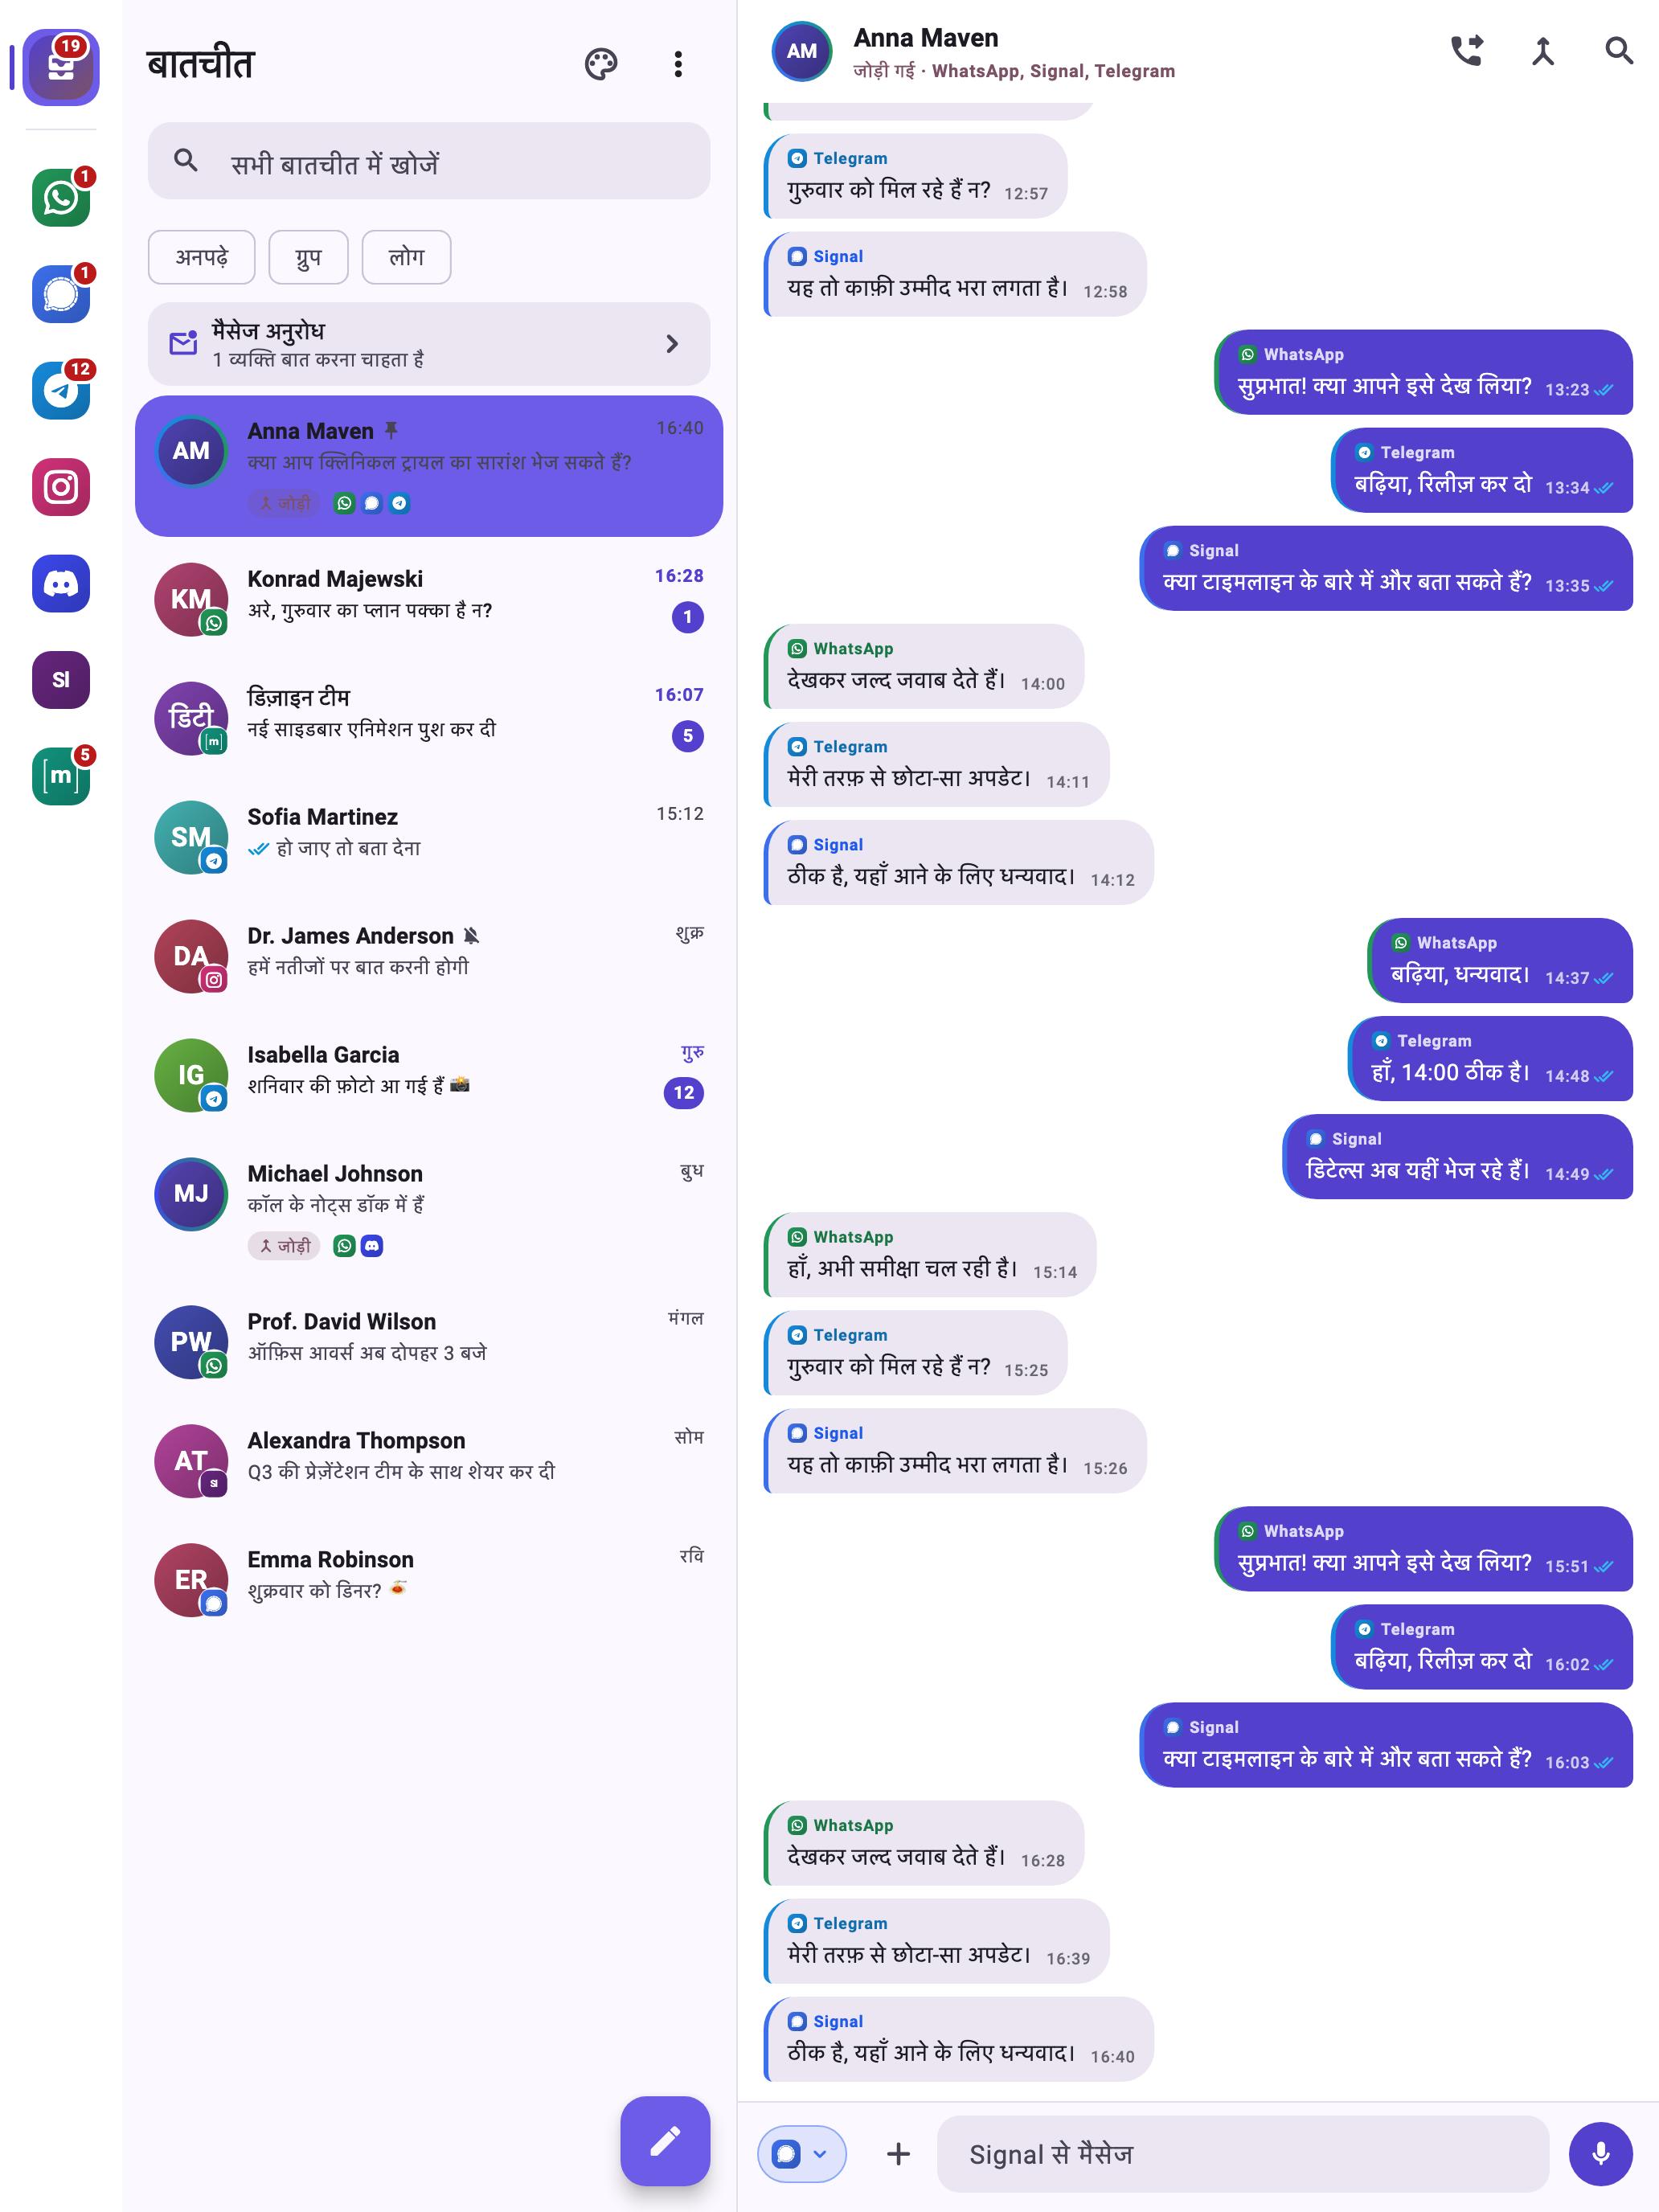 19
1
1
12
Sl
[m]
5
बातचीत
सभी बातचीत में खोजें
अनपढ़े
ग्रुप
लोग
मैसेज अनुरोध
1 व्यक्ति बात करना चाहता है
AM
Anna Maven
16:40
क्या आप क्लिनिकल ट्रायल का सारांश भेज सकते हैं?
जोड़ी
KM
Konrad Majewski
16:28
अरे, गुरुवार का प्लान पक्का है न?
1
डिटी
[m]
डिज़ाइन टीम
16:07
नई साइडबार एनिमेशन पुश कर दी
5
SM
Sofia Martinez
15:12
हो जाए तो बता देना
DA
Dr. James Anderson
शुक्र
हमें नतीजों पर बात करनी होगी
IG
Isabella Garcia
गुरु
शनिवार की फ़ोटो आ गई हैं 📸
12
MJ
Michael Johnson
बुध
कॉल के नोट्स डॉक में हैं
जोड़ी
PW
Prof. David Wilson
मंगल
ऑफ़िस आवर्स अब दोपहर 3 बजे
AT
Sl
Alexandra Thompson
सोम
Q3 की प्रेज़ेंटेशन टीम के साथ शेयर कर दी
ER
Emma Robinson
रवि
शुक्रवार को डिनर? 🍝
AM
Anna Maven
जोड़ी गई · WhatsApp, Signal, Telegram
Telegram
गुरुवार को मिल रहे हैं न? 12:57
Signal
यह तो काफ़ी उम्मीद भरा लगता है। 12:58
WhatsApp
सुप्रभात! क्या आपने इसे देख लिया? 13:23
Telegram
बढ़िया, रिलीज़ कर दो 13:34
Signal
क्या टाइमलाइन के बारे में और बता सकते हैं? 13:35
WhatsApp
देखकर जल्द जवाब देते हैं। 14:00
Telegram
मेरी तरफ़ से छोटा-सा अपडेट। 14:11
Signal
ठीक है, यहाँ आने के लिए धन्यवाद। 14:12
WhatsApp
बढ़िया, धन्यवाद। 14:37
Telegram
हाँ, 14:00 ठीक है। 14:48
Signal
डिटेल्स अब यहीं भेज रहे हैं। 14:49
WhatsApp
हाँ, अभी समीक्षा चल रही है। 15:14
Telegram
गुरुवार को मिल रहे हैं न? 15:25
Signal
यह तो काफ़ी उम्मीद भरा लगता है। 15:26
WhatsApp
सुप्रभात! क्या आपने इसे देख लिया? 15:51
Telegram
बढ़िया, रिलीज़ कर दो 16:02
Signal
क्या टाइमलाइन के बारे में और बता सकते हैं? 16:03
WhatsApp
देखकर जल्द जवाब देते हैं। 16:28
Telegram
मेरी तरफ़ से छोटा-सा अपडेट। 16:39
Signal
ठीक है, यहाँ आने के लिए धन्यवाद। 16:40
Signal से मैसेज